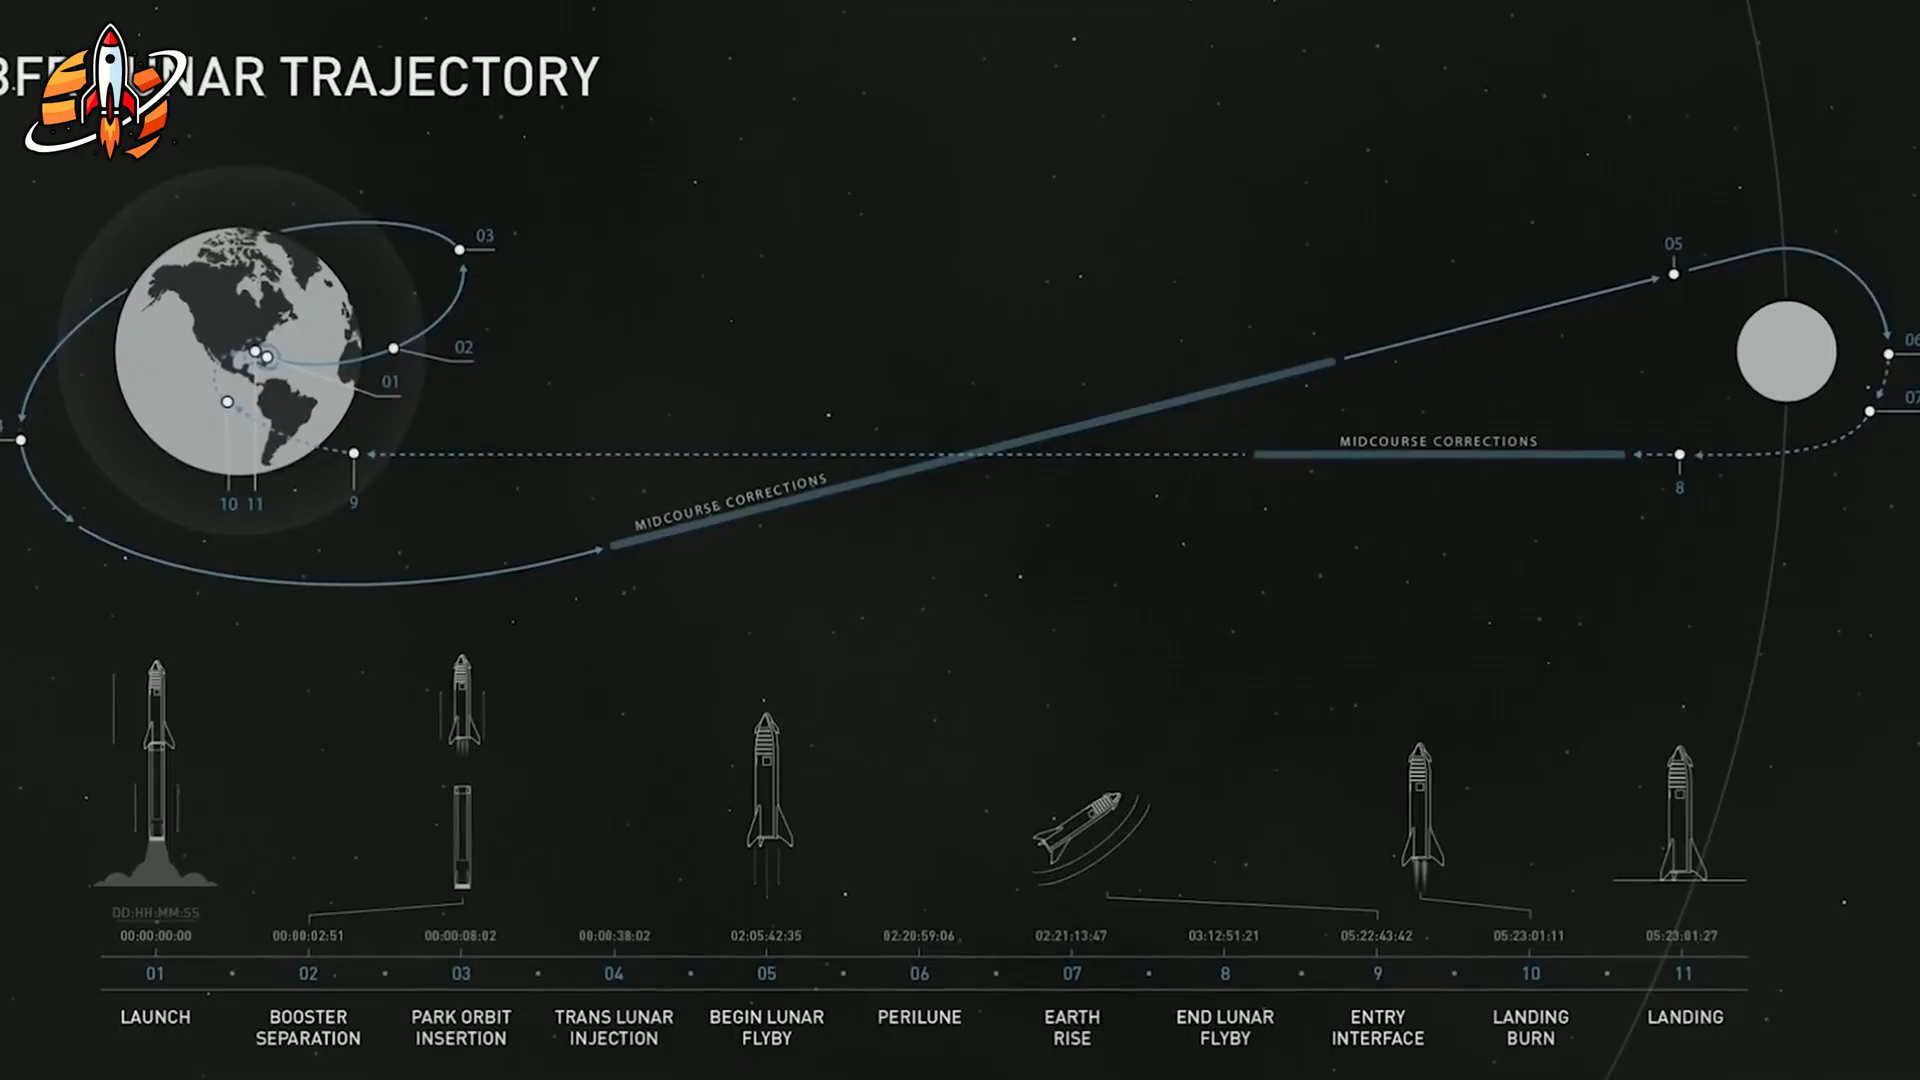 LUNAR TRAJECTORY
03
05
02
06
01
07
MIDCOURSE CORRECTIONS
MIDCOURSE CORRECTIONS
8
10 11
9
DD:HH:MM:SS
00:00:00:00 00:00:02:51 00:00:08:02 00:00:38:02 02:05:42:35 02:20:59:06 02:21:13:47 03:12:51:21 05:22:43:42 05:23:01:11 05:23:01:27
01 02 03 04 05 06 07 8 9 10 11
LAUNCH BOOSTER PARK ORBIT TRANS LUNAR BEGIN LUNAR PERILUNE EARTH END LUNAR ENTRY LANDING LANDING
SEPARATION INSERTION INJECTION FLYBY RISE FLYBY INTERFACE BURN